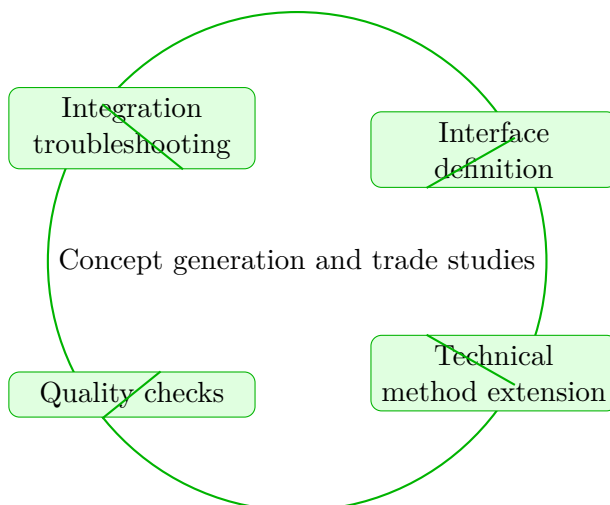 Integration
troubleshooting
Interface
definition
Concept generation and trade studies
Quality checks
Technical
method extension